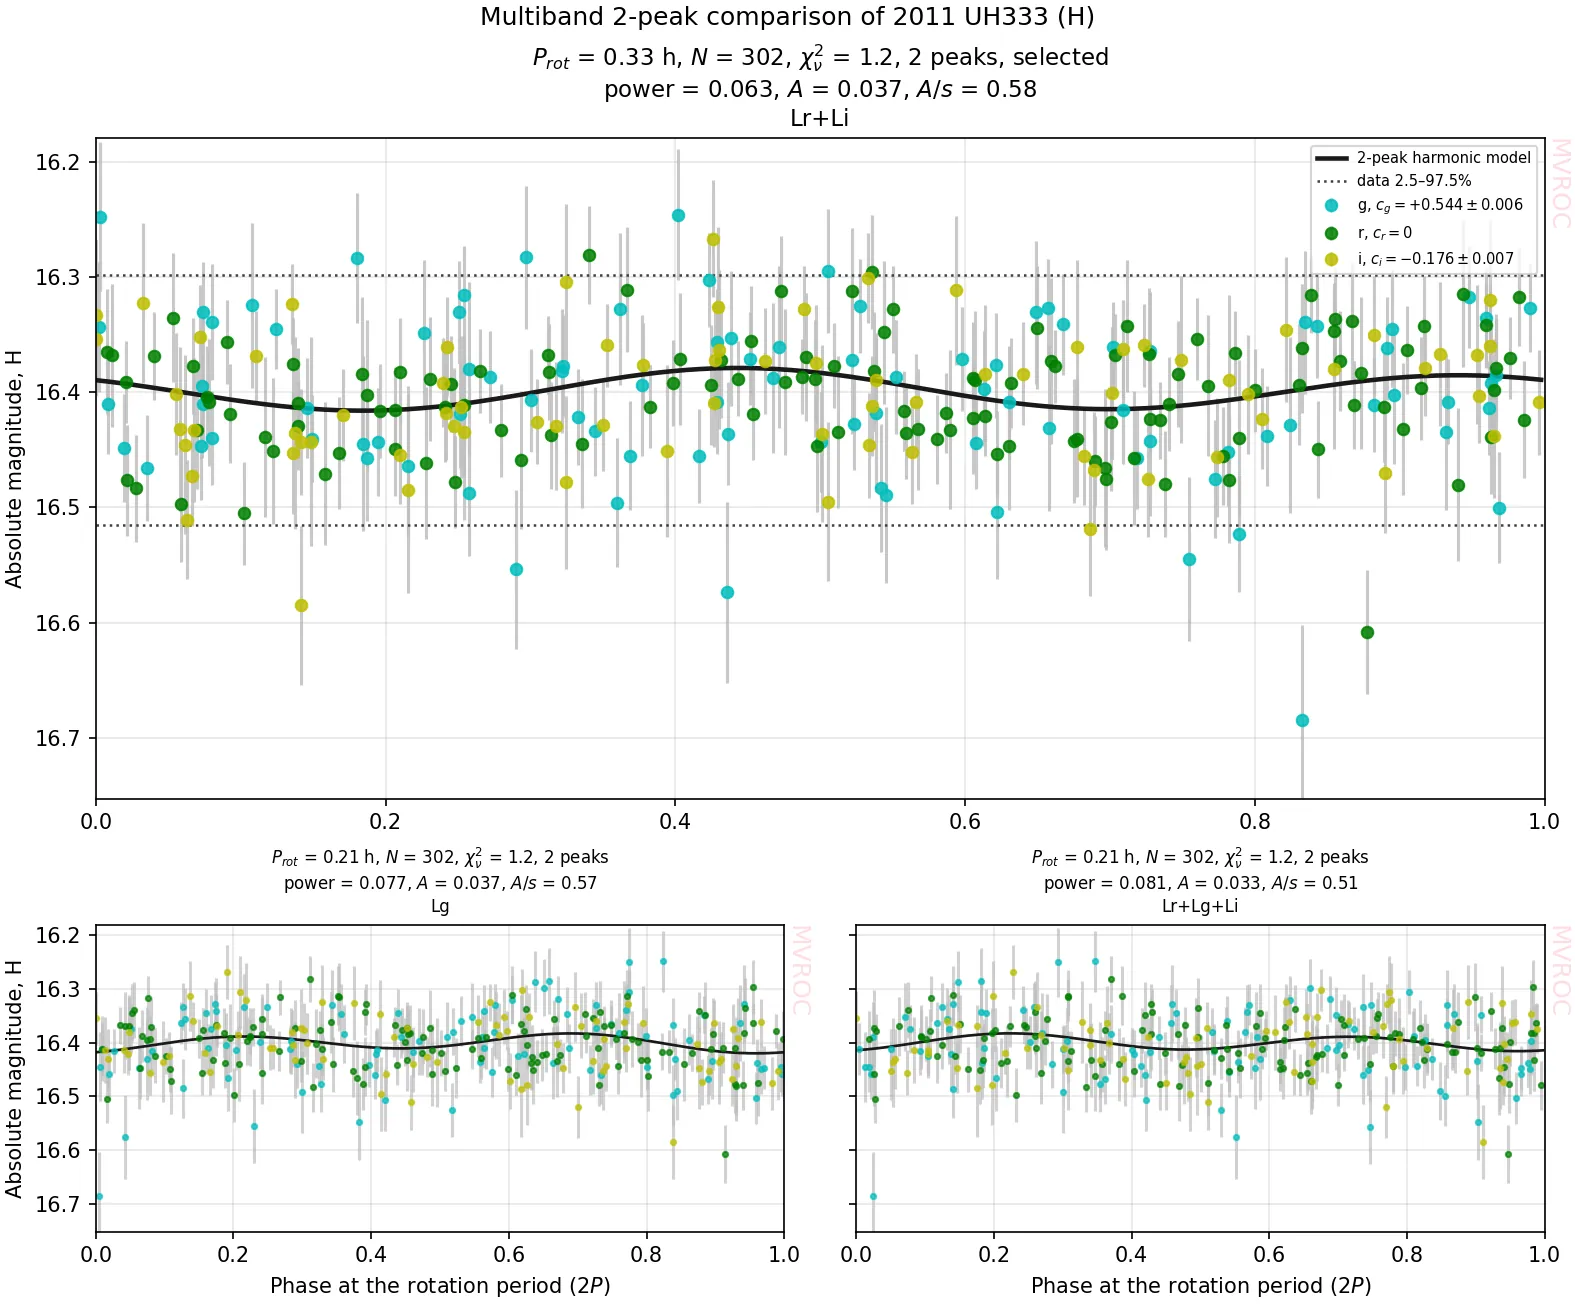 Multiband 2-peak comparison of 2011 UH333 (H)
P_rot = 0.33 h, N = 302, χ²_ν = 1.2, 2 peaks, selected
power = 0.063, A = 0.037, A/s = 0.58
Lr+Li
16.2
16.3
16.4
16.5
16.6
16.7
Absolute magnitude, H
2-peak harmonic model
data 2.5–97.5%
g, c_g = +0.544 ± 0.006
r, c_r = 0
i, c_i = −0.176 ± 0.007
MVROC
0.0 0.2 0.4 0.6 0.8 1.0
P_rot = 0.21 h, N = 302, χ²_ν = 1.2, 2 peaks
power = 0.077, A = 0.037, A/s = 0.57
Lg
16.2
16.3
16.4
16.5
16.6
16.7
Absolute magnitude, H
MVROC
0.0 0.2 0.4 0.6 0.8 1.0
Phase at the rotation period (2P)
P_rot = 0.21 h, N = 302, χ²_ν = 1.2, 2 peaks
power = 0.081, A = 0.033, A/s = 0.51
Lr+Lg+Li
MVROC
0.0 0.2 0.4 0.6 0.8 1.0
Phase at the rotation period (2P)